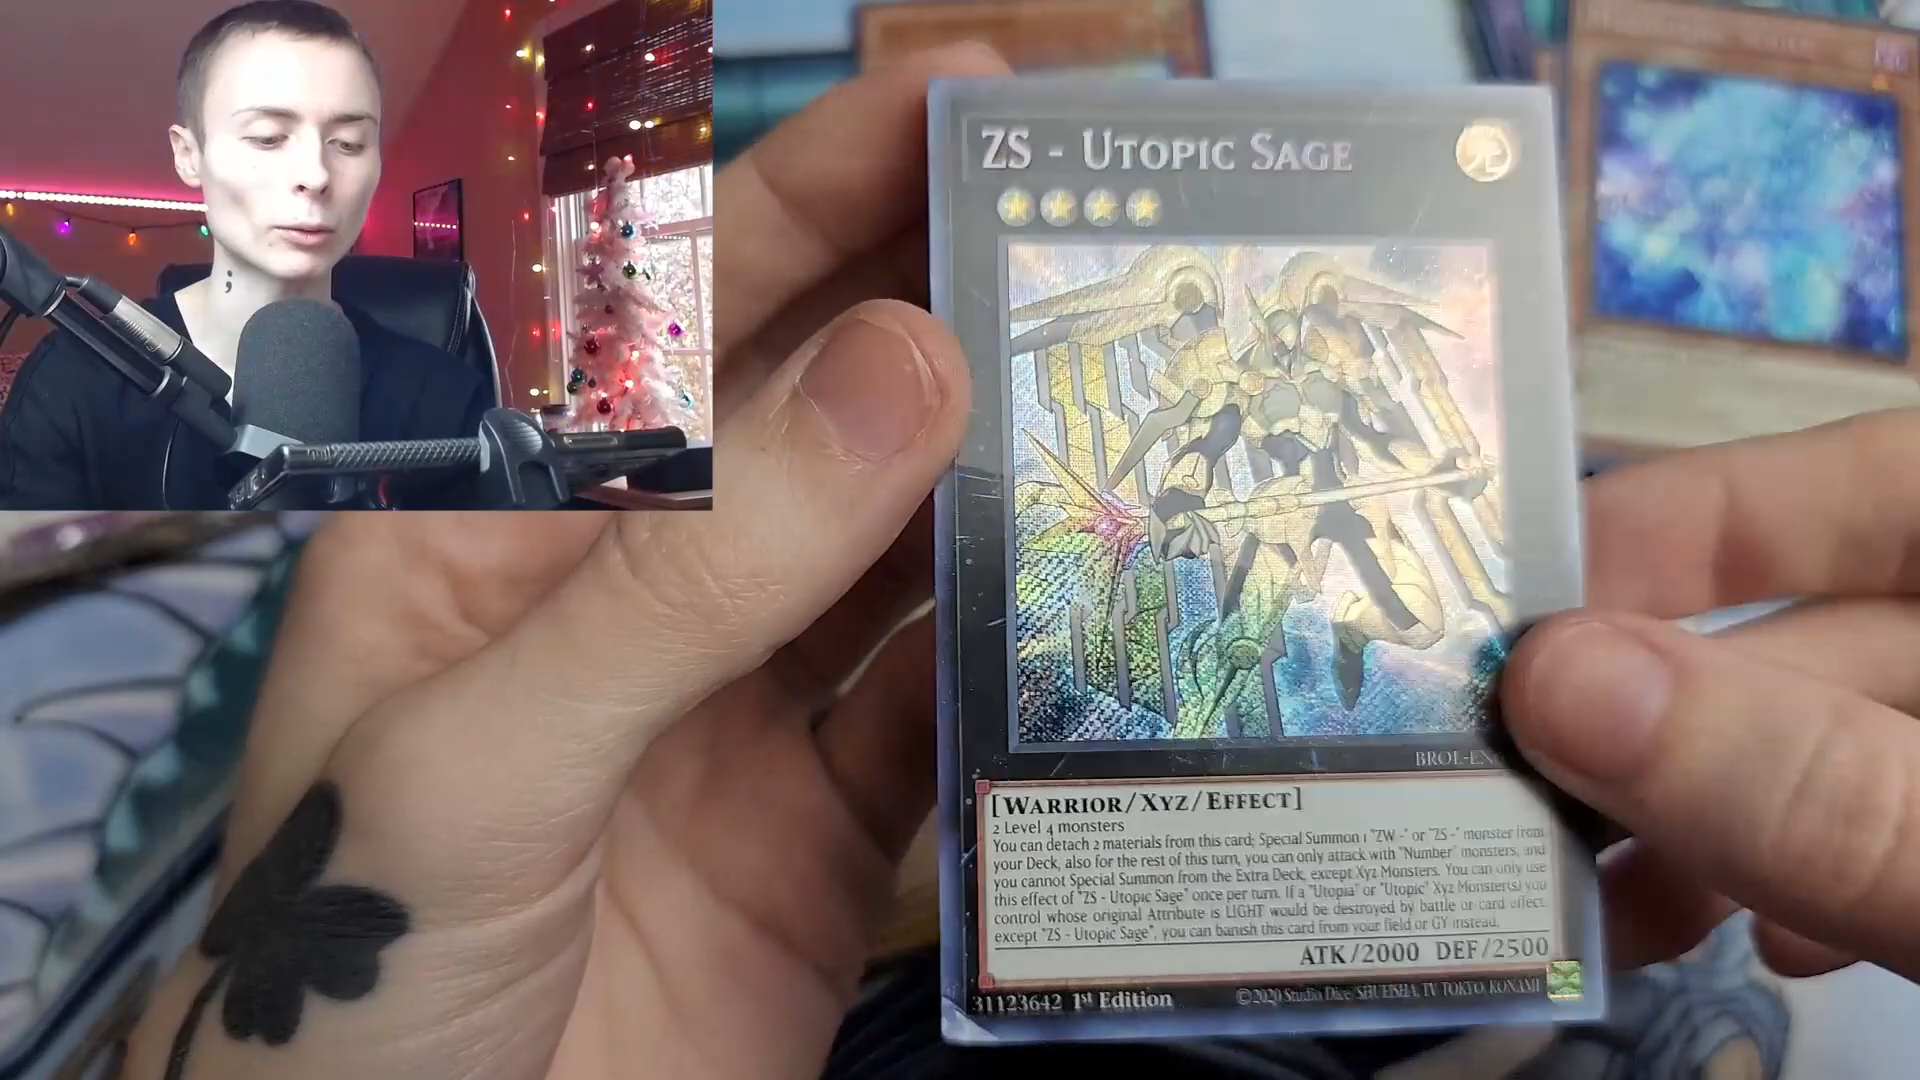 ZS - UTOPIC SAGE
BROL-EN
[WARRIOR/XYZ/EFFECT]
2 Level 4 monsters
You can detach 2 materials from this card; Special Summon 1 "ZW -" or "ZS -" monster from
your Deck, also for the rest of this turn, you can only attack with "Number" monsters, and
you cannot Special Summon from the Extra Deck, except Xyz Monsters. You can only use
this effect of "ZS - Utopic Sage" once per turn. If a "Utopia" or "Utopic" Xyz Monster(s) you
control whose original Attribute is LIGHT would be destroyed by battle or card effect,
except "ZS - Utopic Sage", you can banish this card from your field or GY instead.
ATK/2000 DEF/2500
31123642 1st Edition ©2020 Studio Dice/SHUEISHA, TV TOKYO, KONAMI